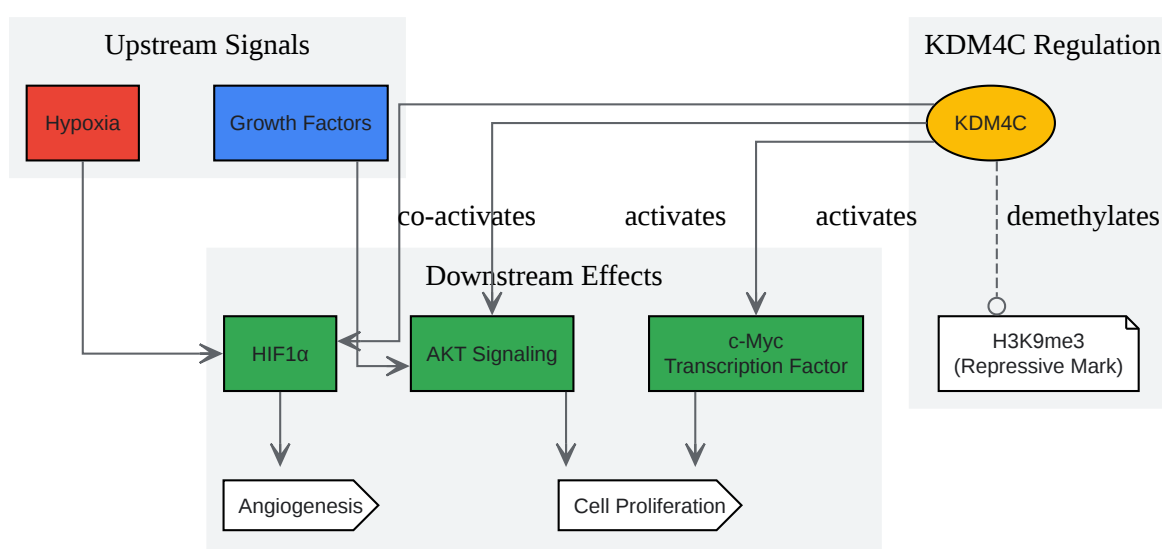 Upstream Signals
KDM4C Regulation
Hypoxia
Growth Factors
KDM4C
co-activates
activates
activates
demethylates
Downstream Effects
HIF1α
AKT Signaling
c-Myc
Transcription Factor
H3K9me3
(Repressive Mark)
Angiogenesis
Cell Proliferation